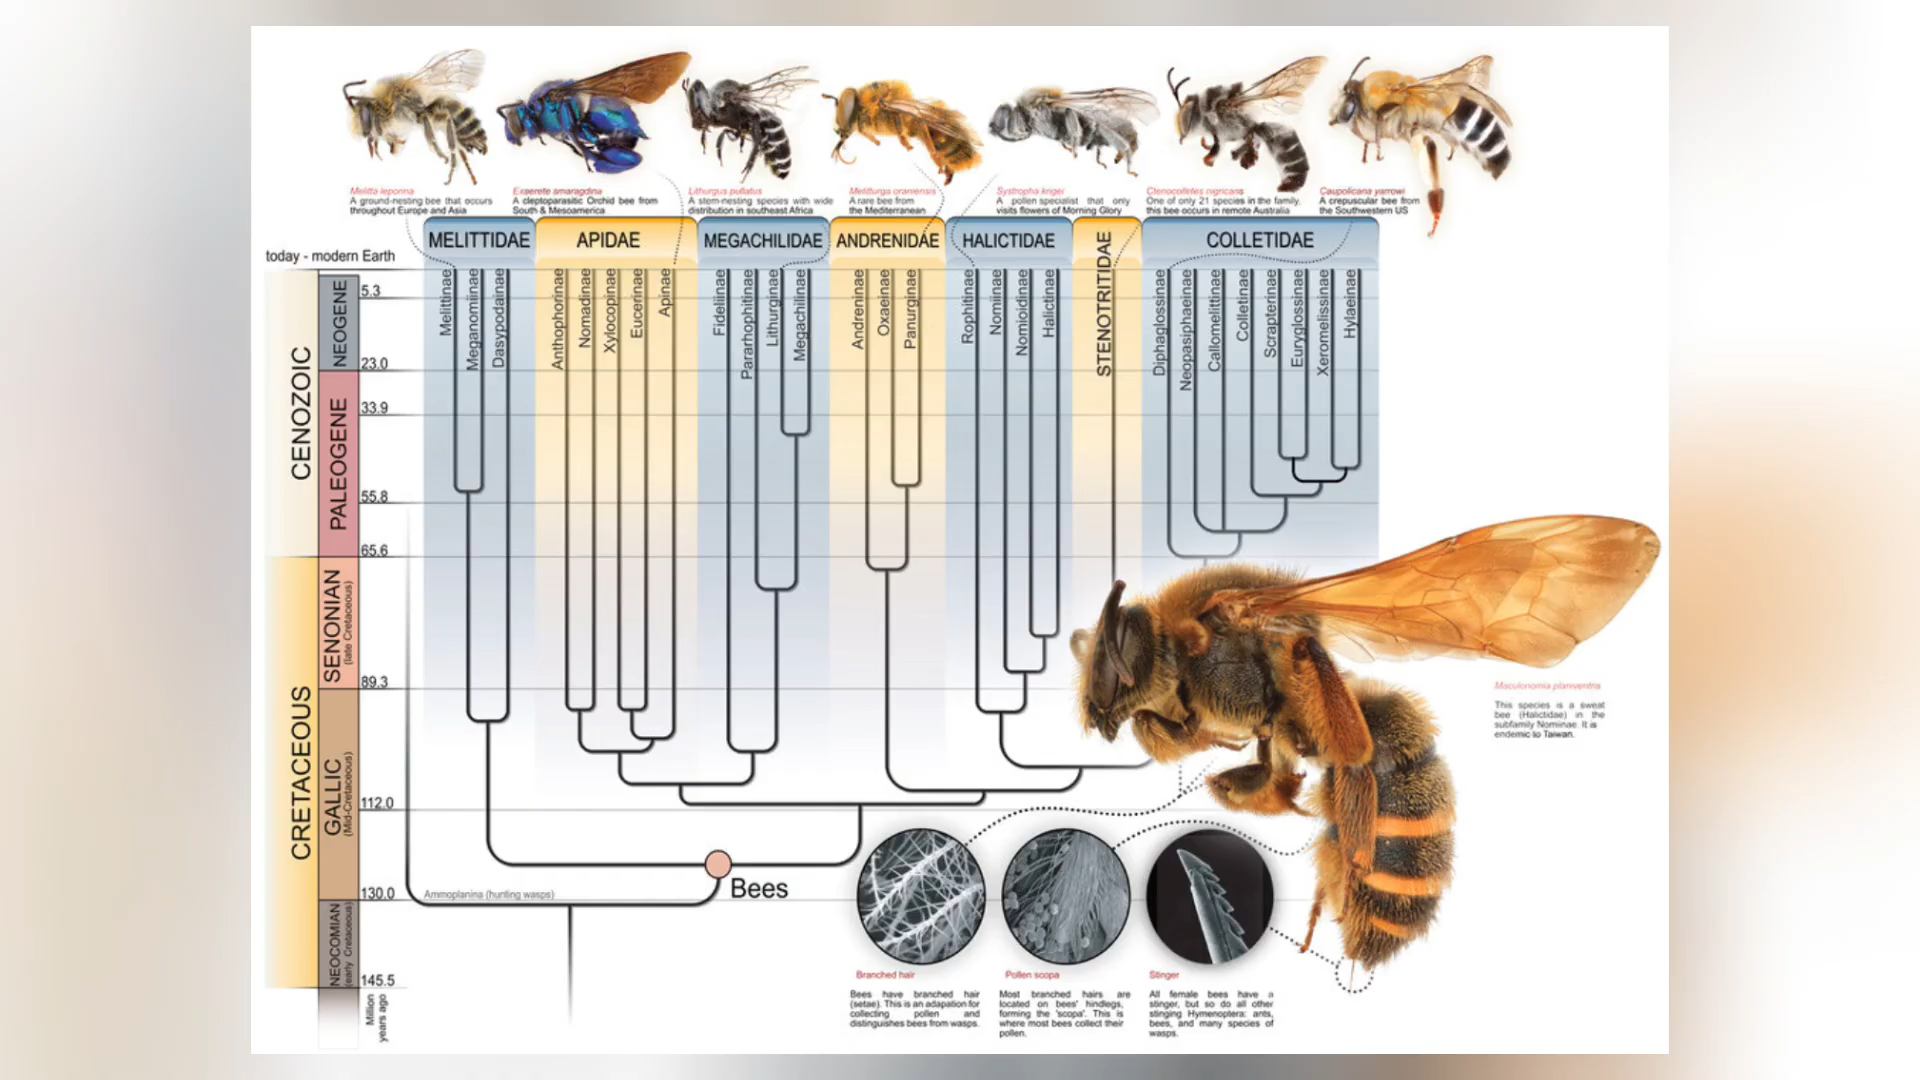 Melitta leporina
A ground-nesting bee that occurs
throughout Europe and Asia
Exaerete smaragdina
A cleptoparasitic Orchid bee from
South & Mesoamerica
Lithurgus pullatus
A stem-nesting species with wide
distribution in southeast Africa
Melitturga oraniensis
A rare bee from
the Mediterranean
Systropha krigei
A pollen specialist that only
visits flowers of Morning Glory
Ctenocolletes nigricans
One of only 21 species in the family,
this bee occurs in remote Australia
Caupolicana yarrowi
A crepuscular bee from
the Southwestern US
MELITTIDAE
APIDAE
MEGACHILIDAE
ANDRENIDAE
HALICTIDAE
STENOTRITIDAE
COLLETIDAE
today - modern Earth
Melittinae
Meganomiinae
Dasypodainae
Anthophorinae
Nomadinae
Xylocopinae
Eucerinae
Apinae
Fideliinae
Pararhophitinae
Lithurginae
Megachilinae
Andreninae
Oxaeinae
Panurginae
Rophitinae
Nomiinae
Nomioidinae
Halictinae
Diphaglossinae
Neopasiphaeinae
Callomelittinae
Colletinae
Scrapterinae
Euryglossinae
Xeromelissinae
Hylaeinae
CENOZOIC
NEOGENE
PALEOGENE
CRETACEOUS
SENONIAN
(late Cretaceous)
GALLIC
(Mid-Cretaceous)
NEOCOMIAN
(early Cretaceous)
5.3
23.0
33.9
55.8
65.6
89.3
112.0
130.0
145.5
Million
years ago
Ammoplanina (hunting wasps)
Bees
Maculonomia planiventris
This species is a sweat
bee (Halictidae) in the
subfamily Nomiinae. It is
endemic to Taiwan.
Branched hair
Bees have branched hair
(setae). This is an adapation for
collecting pollen and
distinguishes bees from wasps.
Pollen scopa
Most branched hairs are
located on bees' hindlegs,
forming the 'scopa'. This is
where most bees collect their
pollen.
Stinger
All female bees have a
stinger, but so do all other
stinging Hymenoptera: ants,
bees, and many species of
wasps.